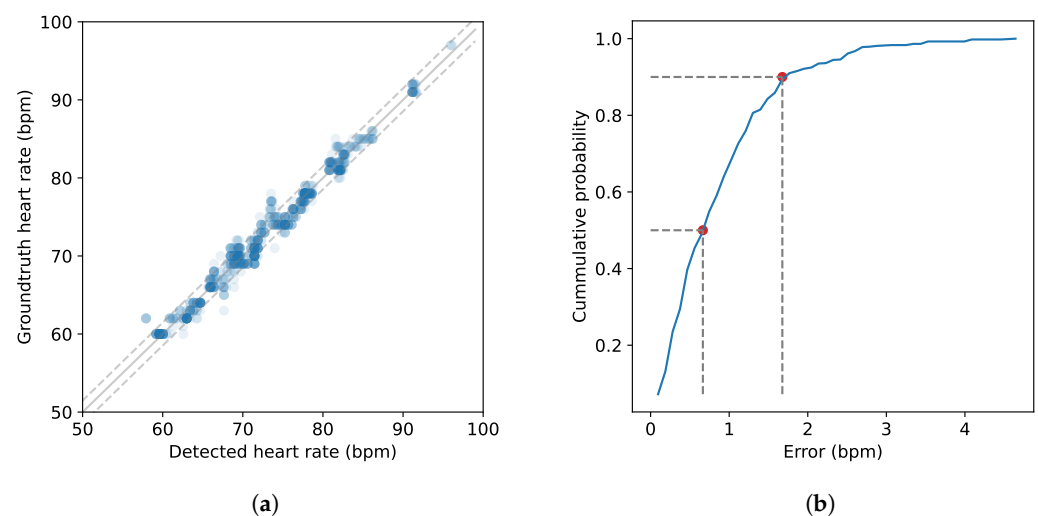 100
90
80
70
60
50
Groundtruth heart rate (bpm)
50 60 70 80 90 100
Detected heart rate (bpm)
(a)
1.0
0.8
0.6
0.4
0.2
Cummulative probability
0 1 2 3 4
Error (bpm)
(b)